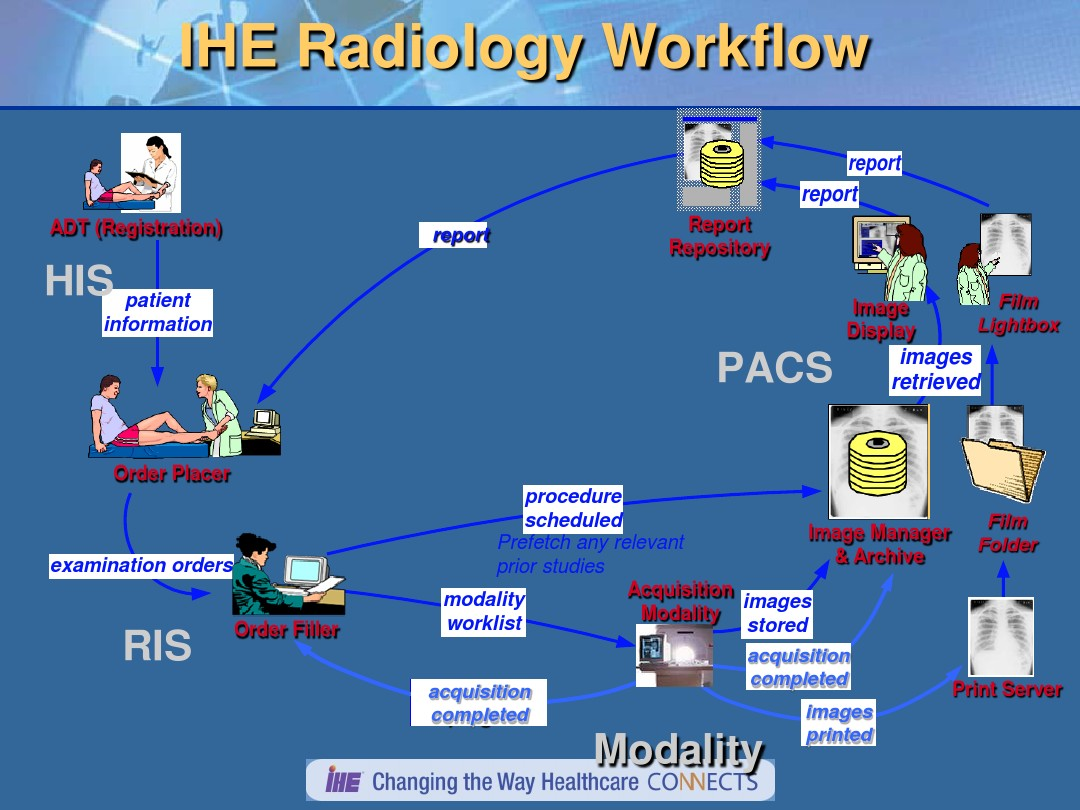 IHE Radiology Workflow
report
report
ADT (Registration)
Report
Repository
report
HIS
patient
information
Image
Display
Film
Lightbox
PACS
images
retrieved
Order Placer
procedure
scheduled
Prefetch any relevant
prior studies
Image Manager
& Archive
Film
Folder
examination orders
Order Filler
modality
worklist
Acquisition
Modality
images
stored
RIS
acquisition
completed
acquisition
completed
Print Server
images
printed
Modality
IHE Changing the Way Healthcare CONNECTS